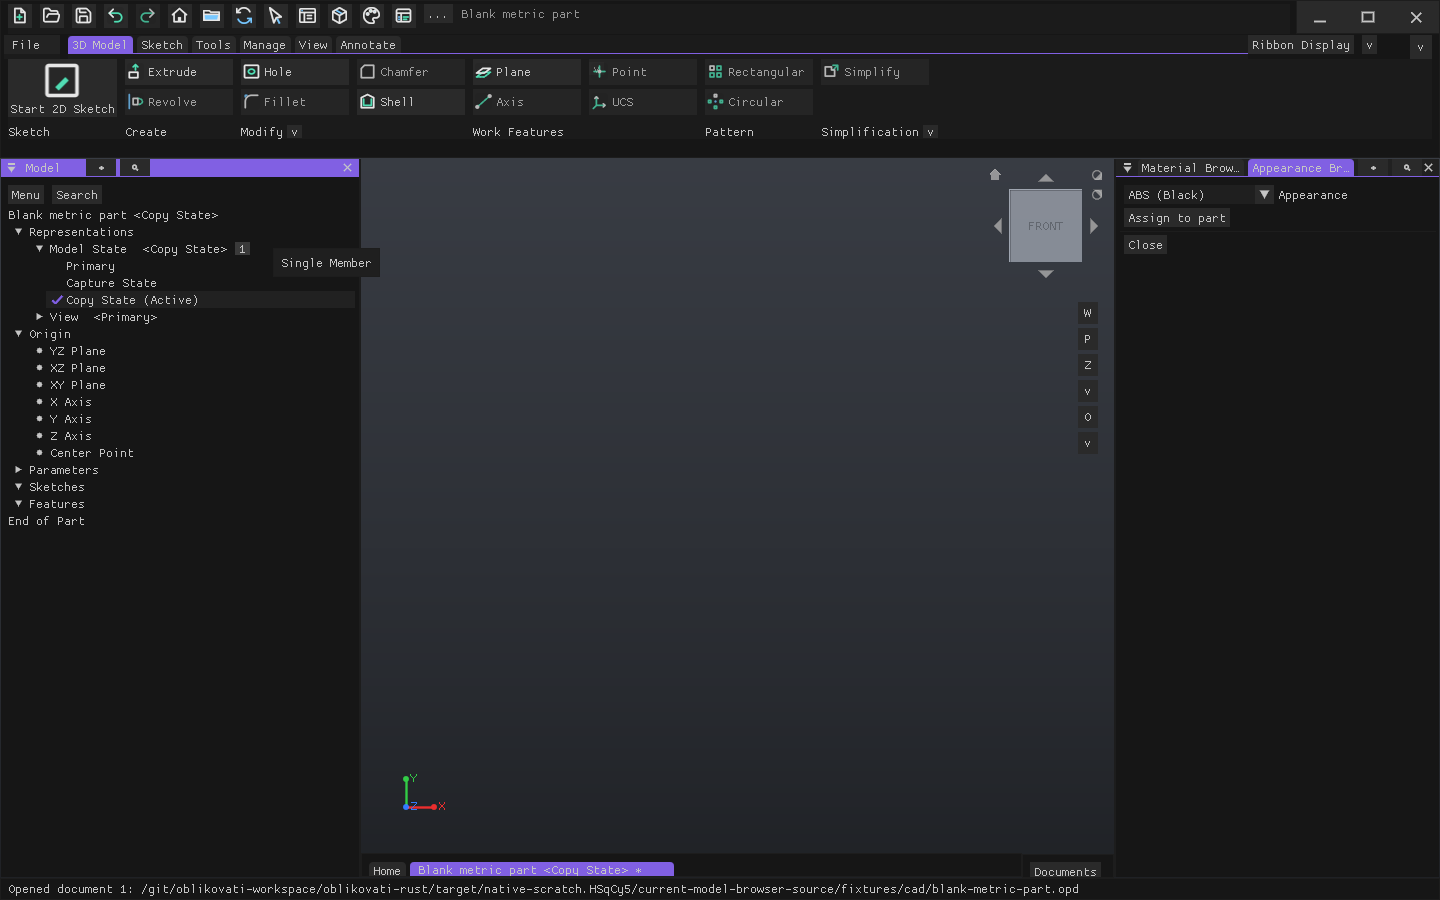 ... Blank metric part
File 3D Model Sketch Tools Manage View Annotate Ribbon Display v v
Start 2D Sketch
Extrude
Revolve
Hole
Fillet
Chamfer
Shell
Plane
Axis
Point
UCS
Rectangular
Circular
Simplify
Sketch Create Modify v Work Features Pattern Simplification v
Model
Menu Search
Blank metric part <Copy State>
Representations
Model State <Copy State> 1
Single Member
Primary
Capture State
Copy State (Active)
View <Primary>
Origin
YZ Plane
XZ Plane
XY Plane
X Axis
Y Axis
Z Axis
Center Point
Parameters
Sketches
Features
End of Part
FRONT
W
P
Z
v
O
v
Y
Z X
Material Brow… Appearance Br…
ABS (Black) Appearance
Assign to part
Close
Home Blank metric part <Copy State> * Documents
Opened document 1: /git/oblikovati-workspace/oblikovati-rust/target/native-scratch.HSqCy5/current-model-browser-source/fixtures/cad/blank-metric-part.opd